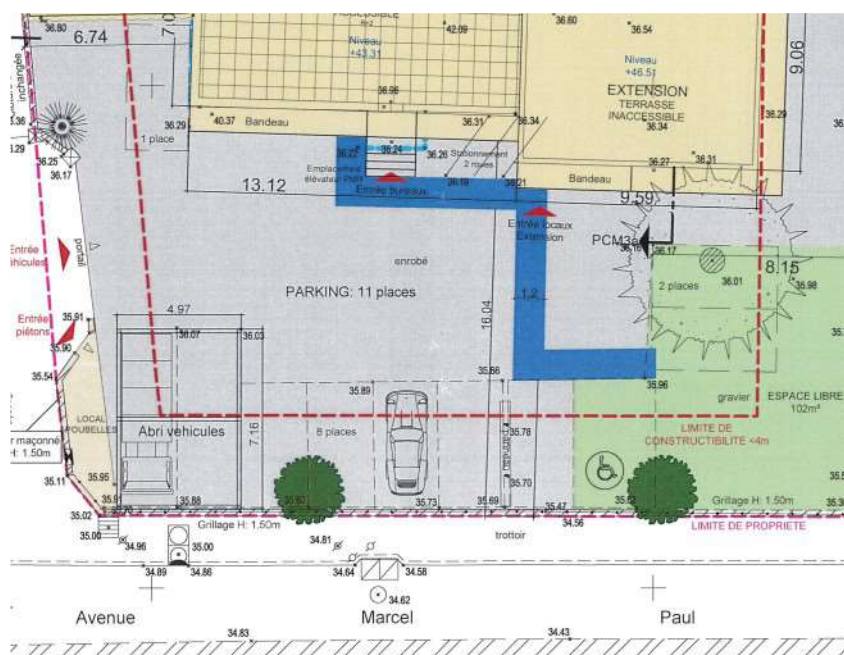 36.80
6.74
7.0
42.09
Niveau
+43.31
36.60
36.54
Niveau
+46.51
EXTENSION
TERRASSE
INACCESSIBLE
36.34
9.06
inchangée
36.95
36.29
40.37
Bandeau
36.31
36.34
36.29
1 place
36.29
36.25
36.17
36.22
36.24
36.26
Stationnement
2 roues
36.27
36.31
Emplacement
élévateur PMR
36.19
36.21
Bandeau
13.12
Entrée bureaux
9.59
Entrée locaux
Extension
PCM3a
36.16
36.17
Entrée
portail
enrobé
8.15
2 places
36.01
35.98
PARKING: 11 places
1.2
16.04
Entrée
piétons
35.91
4.97
36.07
36.03
35.90
35.54
35.66
35.96
35.89
gravier
ESPACE LIBRE
102m²
LOCAL
POUBELLES
Abri vehicules
7.16
8 places
35.78
LIMITE DE
CONSTRUCTIBILITE <4m
maçonné
H: 1.50m
35.11
35.95
35.70
35.88
35.73
35.69
35.47
Grillage H: 1.50m
35.02
34.56
Grillage H: 1.50m
LIMITE DE PROPRIETE
35.00
34.96
35.00
34.81
trottoir
34.89
34.86
34.64
34.58
34.62
Avenue
Marcel
Paul
34.83
34.43